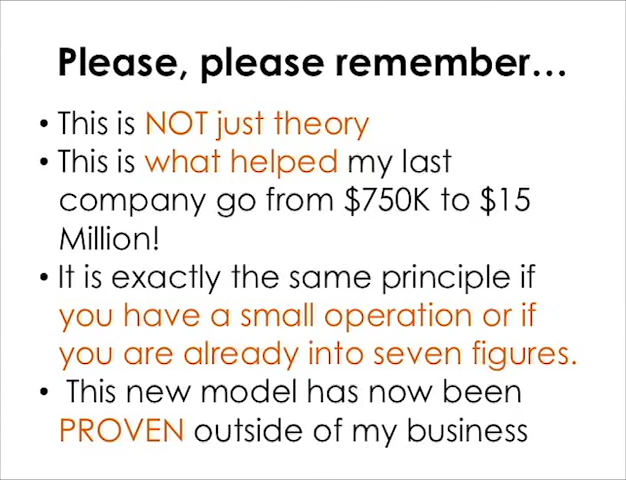 Please, please remember…
• This is NOT just theory
• This is what helped my last
company go from $750K to $15
Million!
• It is exactly the same principle if
you have a small operation or if
you are already into seven figures.
• This new model has now been
PROVEN outside of my business